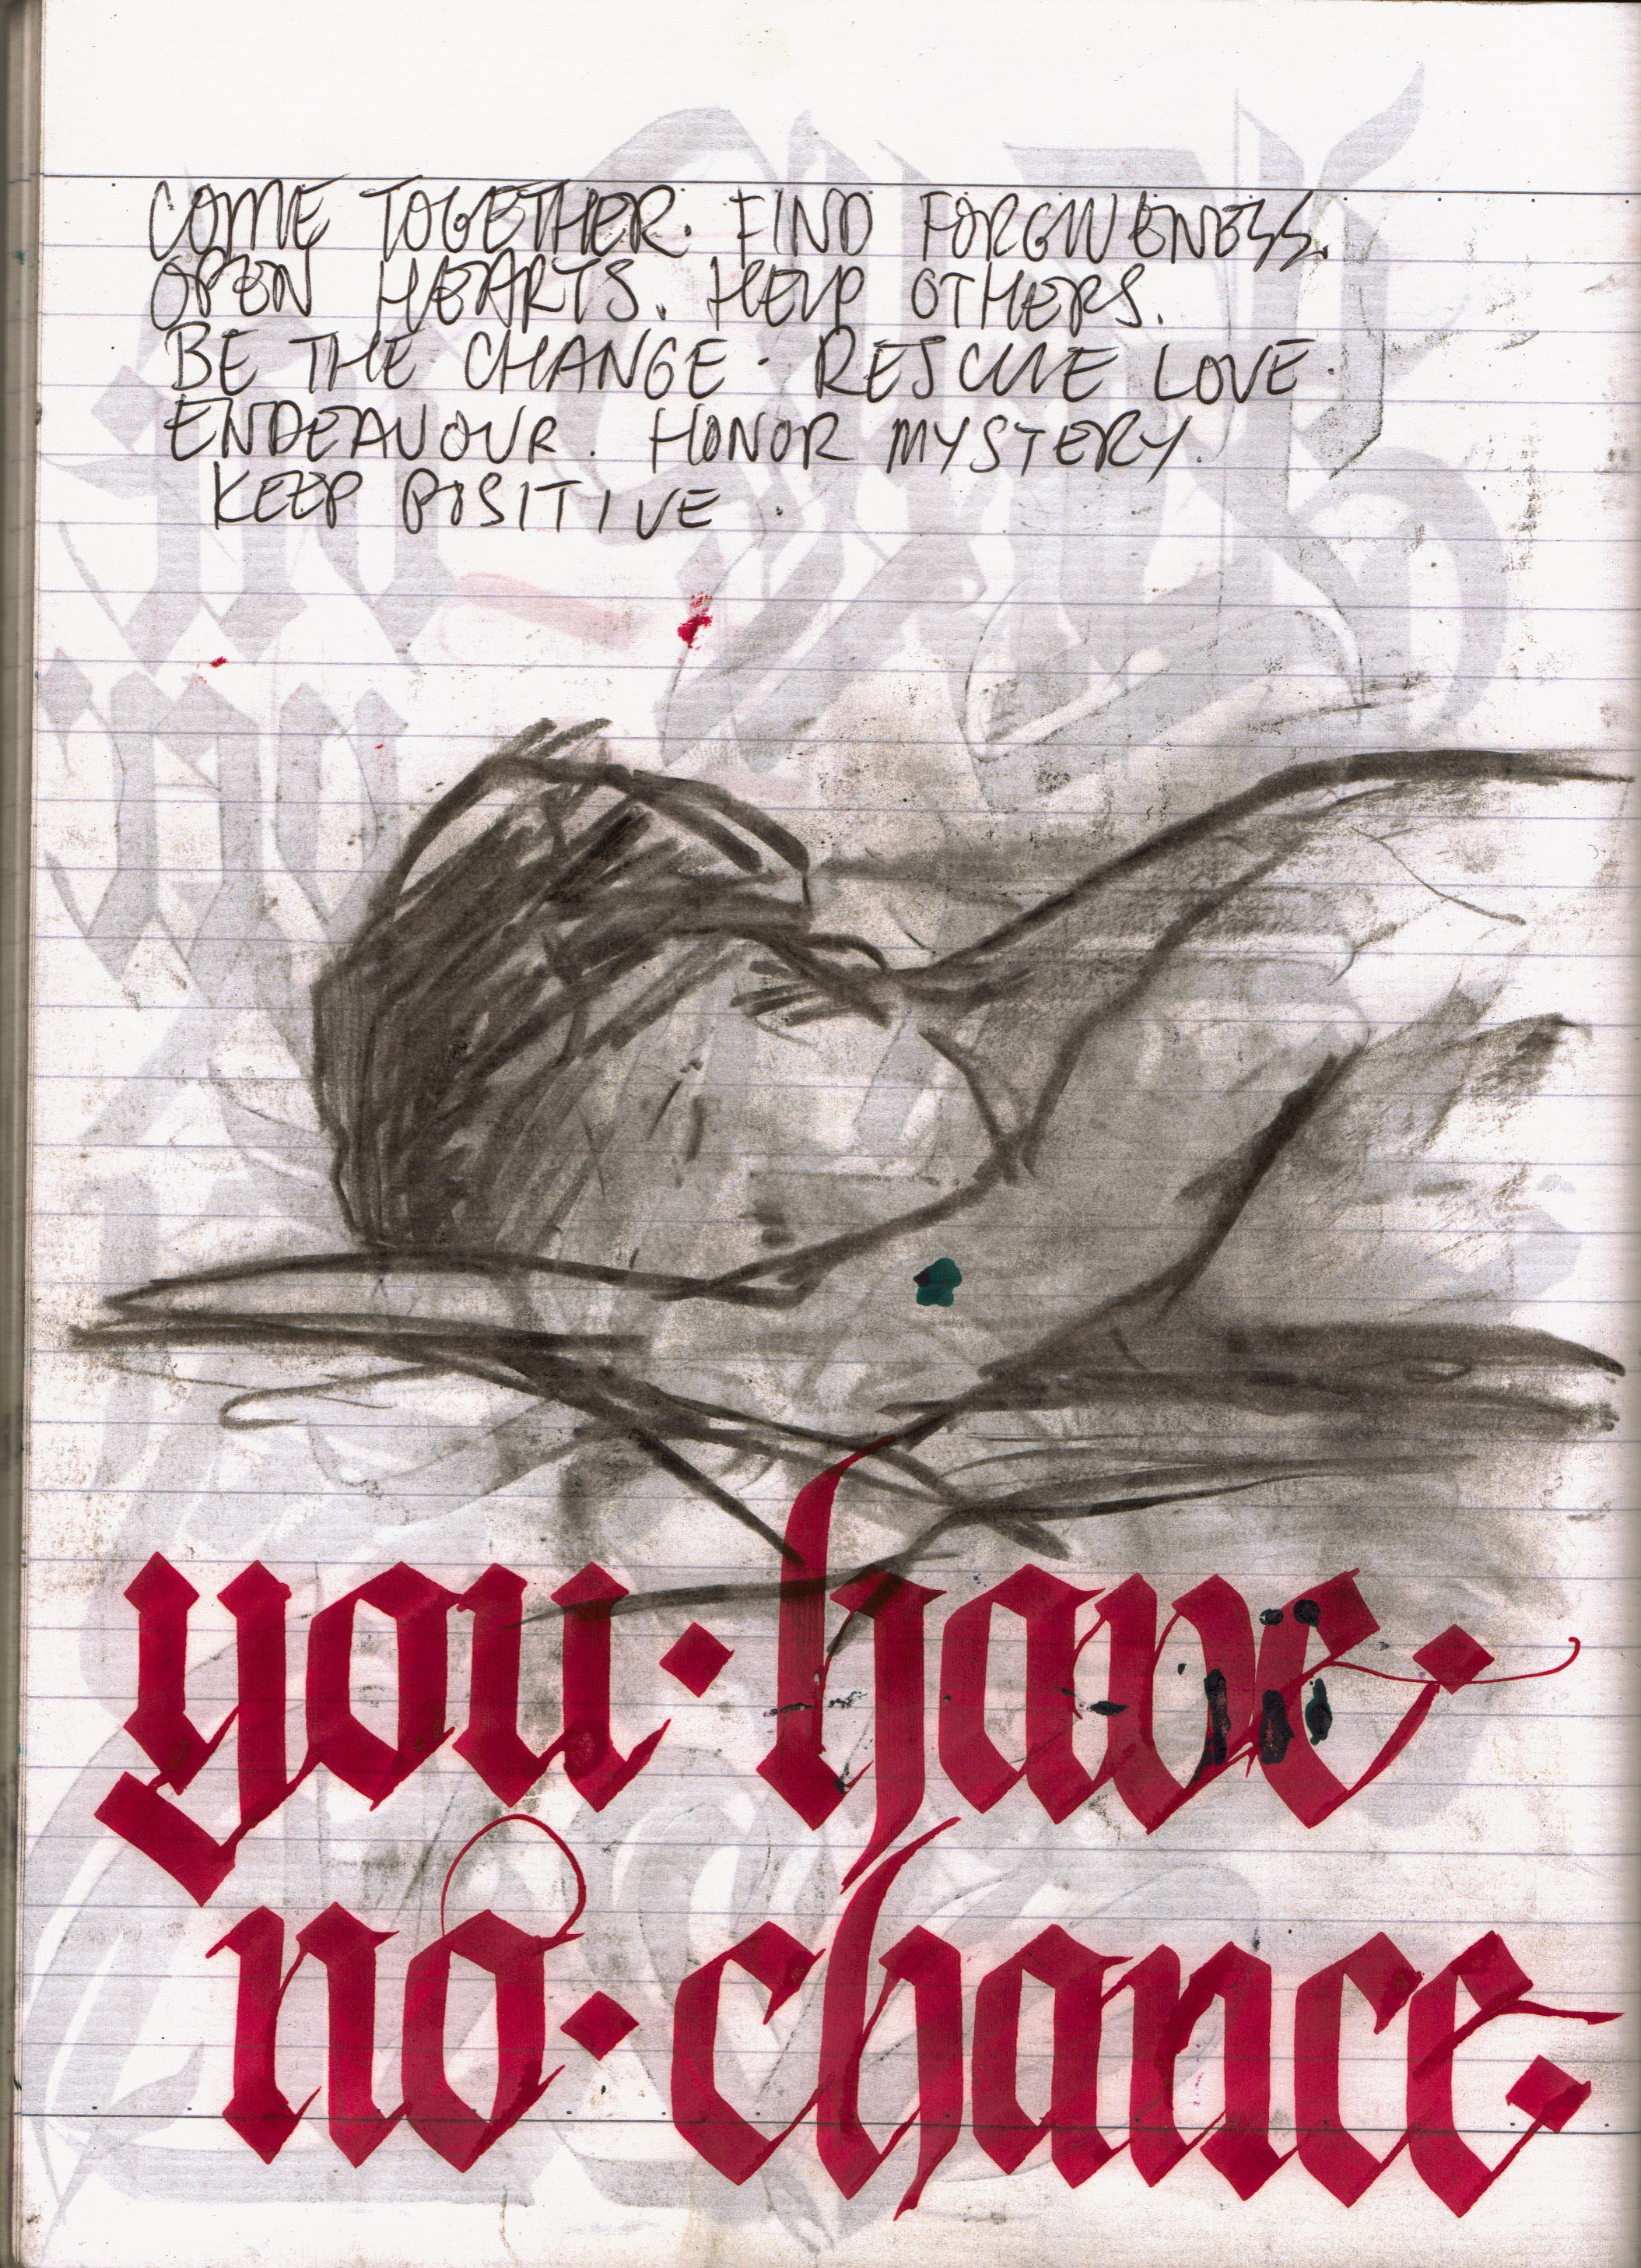 COME TOGETHER. FIND FORGIVENESS.
OPEN HEARTS. HELP OTHERS.
BE THE CHANGE. RESCUE LOVE.
ENDEAVOUR. HONOR MYSTERY.
KEEP POSITIVE.
you·have·
no·chance.